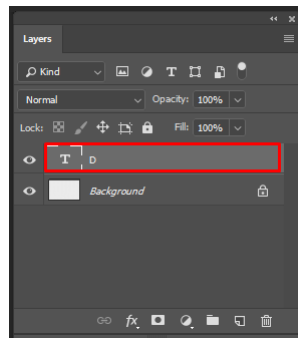 Layers
Kind T
Normal Opacity: 100%
Lock: Fill: 100%
T D
Background
fx